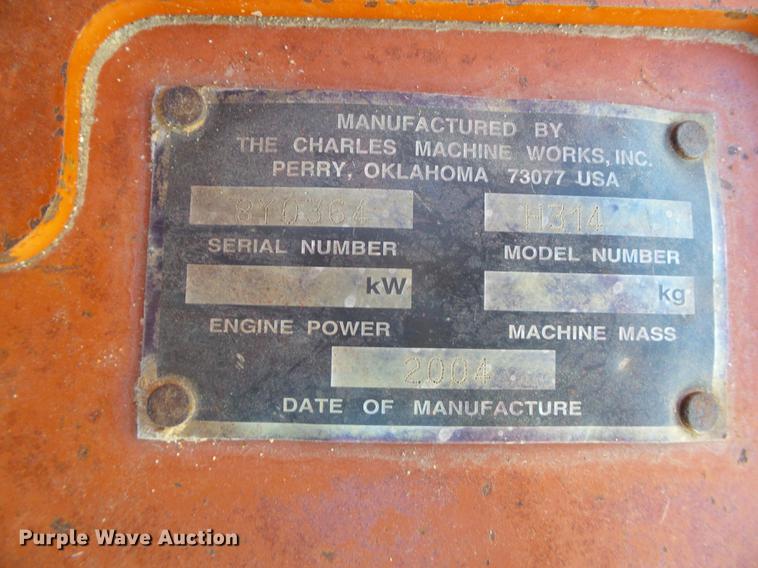 MANUFACTURED BY
THE CHARLES MACHINE WORKS, INC.
PERRY, OKLAHOMA 73077 USA
8Y0364 H314
SERIAL NUMBER MODEL NUMBER
kW kg
ENGINE POWER MACHINE MASS
2004
DATE OF MANUFACTURE
Purple Wave Auction